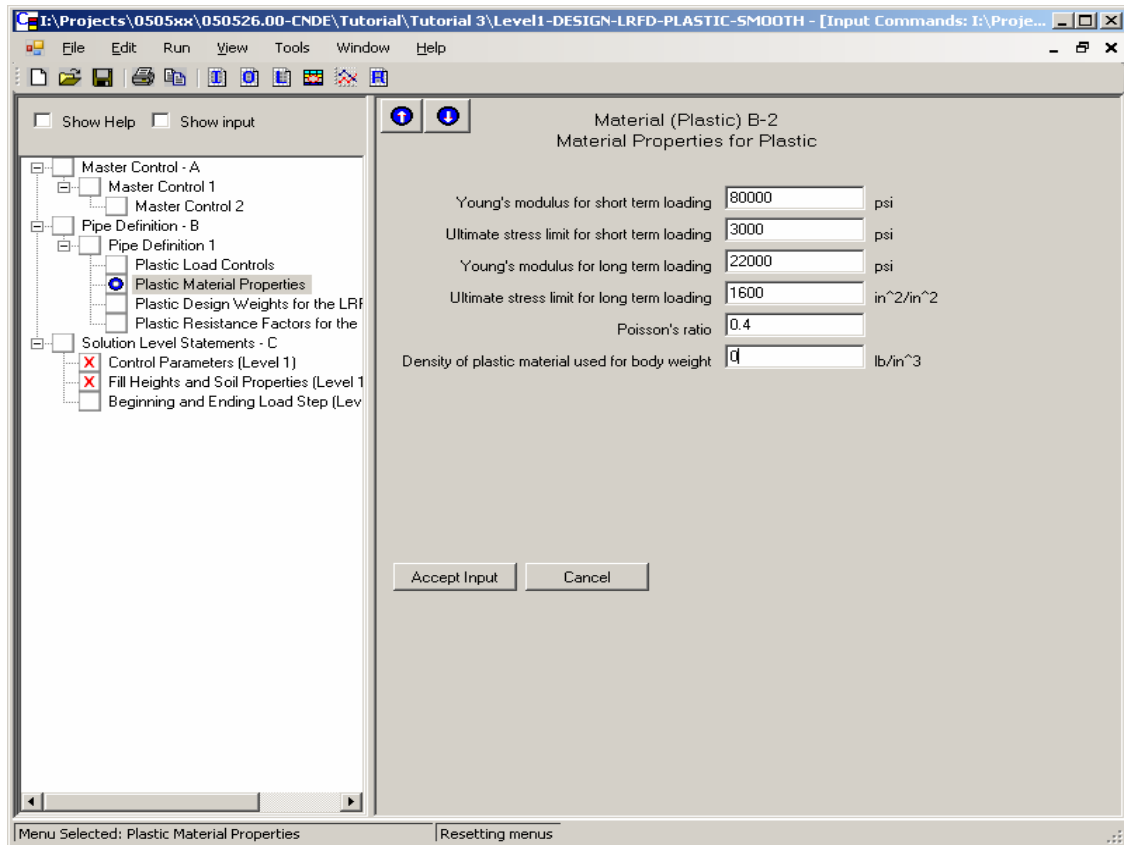 I:\Projects\0505xx\050526.00-CNDE\Tutorial\Tutorial 3\Level1-DESIGN-LRFD-PLASTIC-SMOOTH - [Input Commands: I:\Proje...
File Edit Run View Tools Window Help
Show Help Show input
Master Control - A
Master Control 1
Master Control 2
Pipe Definition - B
Pipe Definition 1
Plastic Load Controls
Plastic Material Properties
Plastic Design Weights for the LRF
Plastic Resistance Factors for the
Solution Level Statements - C
X Control Parameters (Level 1)
X Fill Heights and Soil Properties (Level 1
Beginning and Ending Load Step (Lev
Material (Plastic) B-2
Material Properties for Plastic
Young's modulus for short term loading 80000 psi
Ultimate stress limit for short term loading 3000 psi
Young's modulus for long term loading 22000 psi
Ultimate stress limit for long term loading 1600 in^2/in^2
Poisson's ratio 0.4
Density of plastic material used for body weight 0 lb/in^3
Accept Input Cancel
Menu Selected: Plastic Material Properties Resetting menus